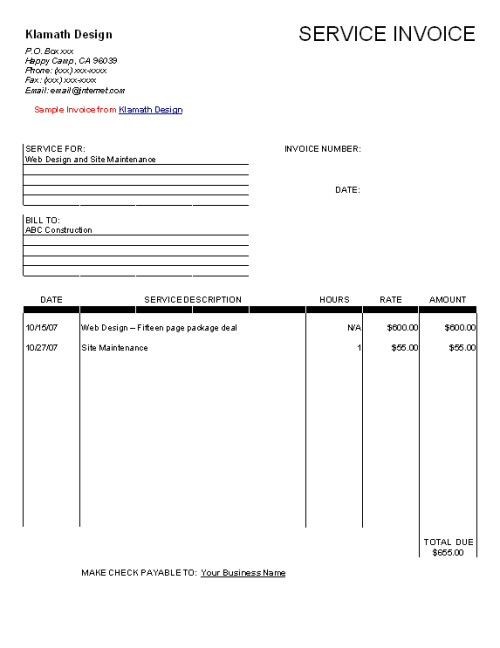 Klamath Design
SERVICE INVOICE
P.O. Box xxx
Happy Camp, CA 96039
Phone: (xxx) xxx-xxxx
Fax: (xxx) xxx-xxxx
Email: email@internet.com
Sample Invoice from Klamath Design
SERVICE FOR:
Web Design and Site Maintenance
INVOICE NUMBER:
DATE:
BILL TO:
ABC Construction
DATE SERVICE DESCRIPTION HOURS RATE AMOUNT
10/15/07 Web Design – Fifteen page package deal N/A $600.00 $600.00
10/27/07 Site Maintenance 1 $55.00 $55.00
TOTAL DUE
$655.00
MAKE CHECK PAYABLE TO: Your Business Name